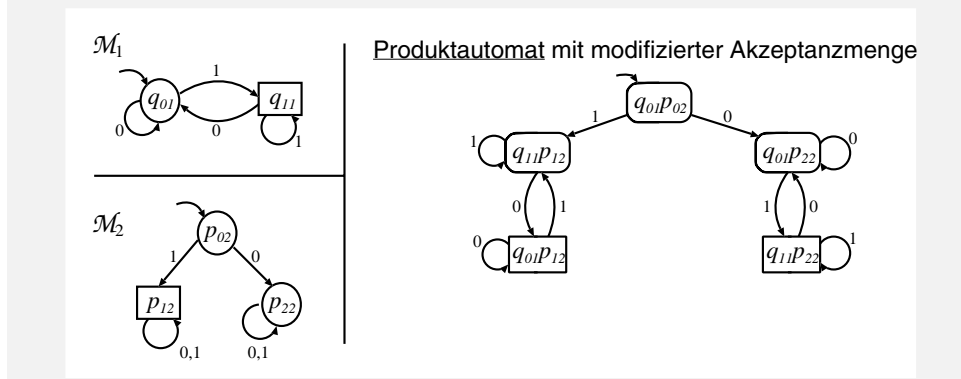 M₁
1
q₀₁
q₁₁
0
0
1
M₂
p₀₂
1
0
p₁₂
p₂₂
0,1
0,1
Produktautomat mit modifizierter Akzeptanzmenge
q₀₁p₀₂
1
0
1
q₁₁p₁₂
q₀₁p₂₂
0
0
1
1
0
0
q₀₁p₁₂
q₁₁p₂₂
1